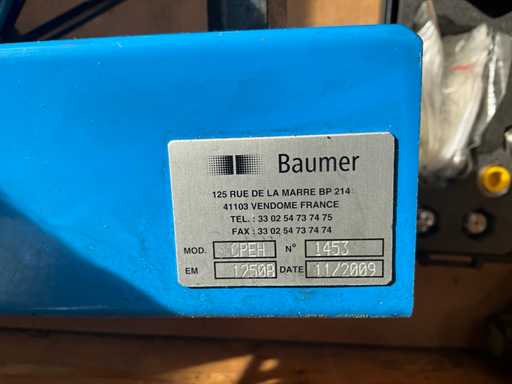 Baumer
125 RUE DE LA MARRE BP 214
41103 VENDOME FRANCE
TEL. : 33 02 54 73 74 75
FAX : 33 02 54 73 74 74
MOD. CPEH N° 1453
EM 1250B DATE 11/2009